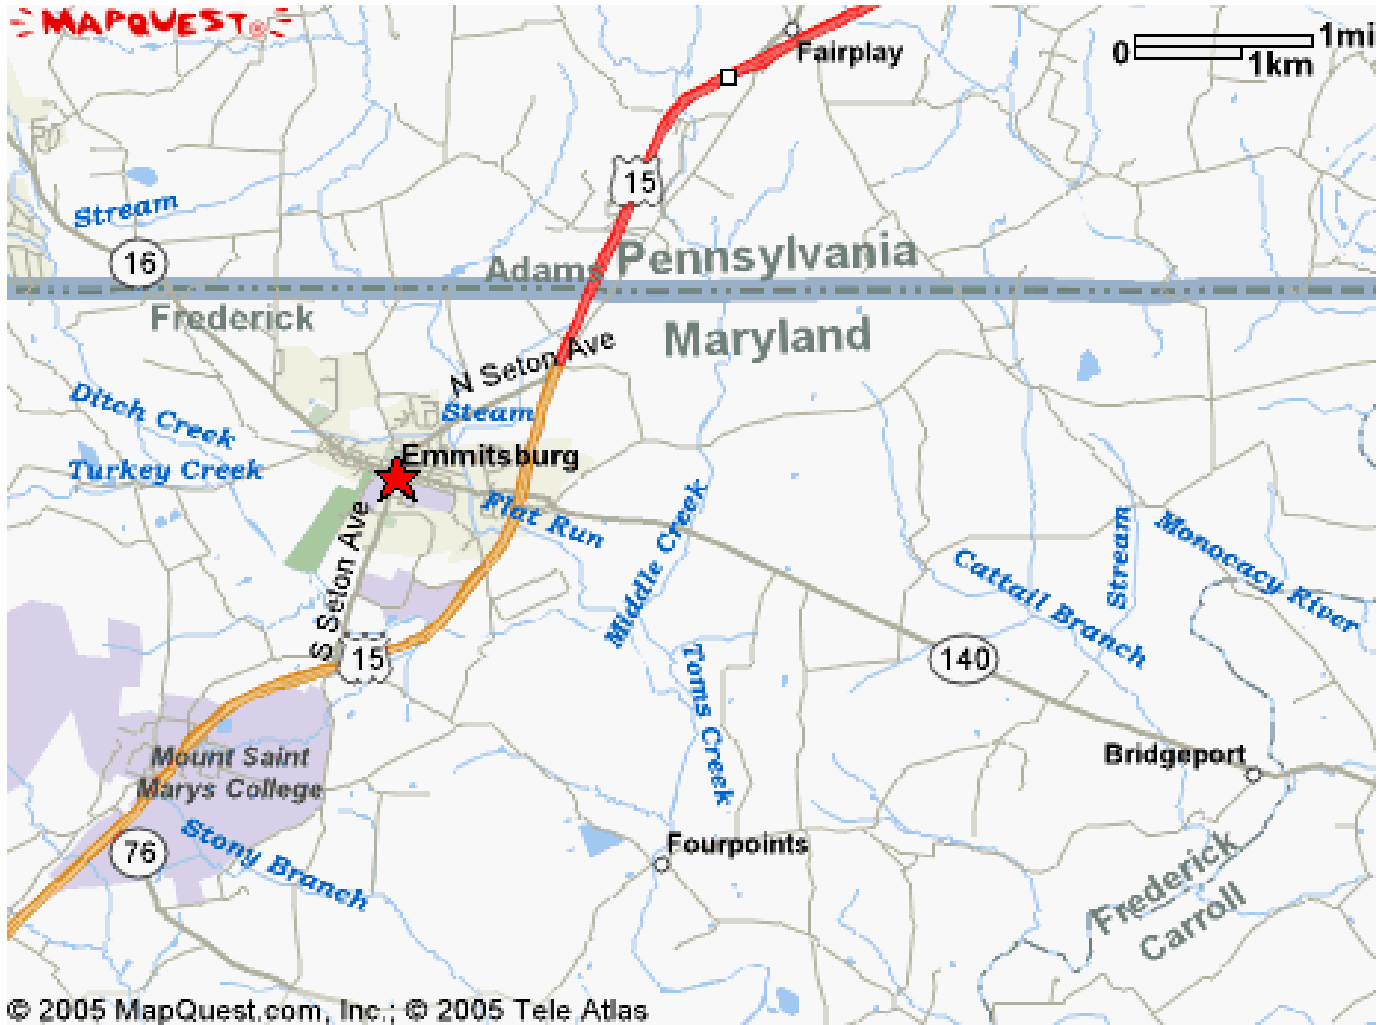 MAPQUEST®
0
1mi
1km
Fairplay
15
Stream
16
Adams
Pennsylvania
Frederick
Maryland
N Seton Ave
Ditch Creek
Steam
Emmitsburg
Turkey Creek
Flat Run
S Seton Ave
Middle Creek
Stream
Monocacy River
Cattail Branch
15
140
Toms Creek
Mount Saint
Marys College
Bridgeport
76
Stony Branch
Fourpoints
Frederick
Carroll
© 2005 MapQuest.com, Inc.; © 2005 Tele Atlas